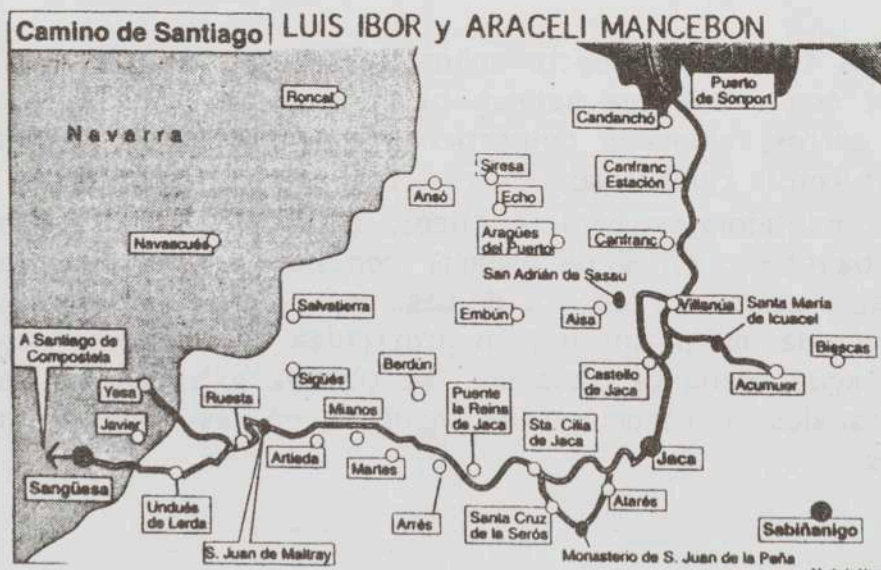 Camino de Santiago
LUIS IBOR y ARACELI MANCEBON
Puerto
de Sonport
Roncal
Candanchó
Navarra
Siresa
Canfranc
Estación
Ansó
Echo
Navascués
Aragües
del Puerto
Canfranc
San Adrián de Sasau
Salvatierra
Embún
Aisa
Villanúa
Santa María
de Icuacel
A Santiago de
Compostela
Biescas
Berdún
Castello
de Jaca
Acumuer
Sigüés
Yesa
Ruesta
Puente
la Reina
de Jaca
Mianos
Sta. Cilia
de Jaca
Javier
Artieda
Martes
Jaca
Sangüesa
Undués
de Lerda
Arrés
Santa Cruz
de la Serós
Atarés
Sabiñanigo
S. Juan de Maltray
Monasterio de S. Juan de la Peña